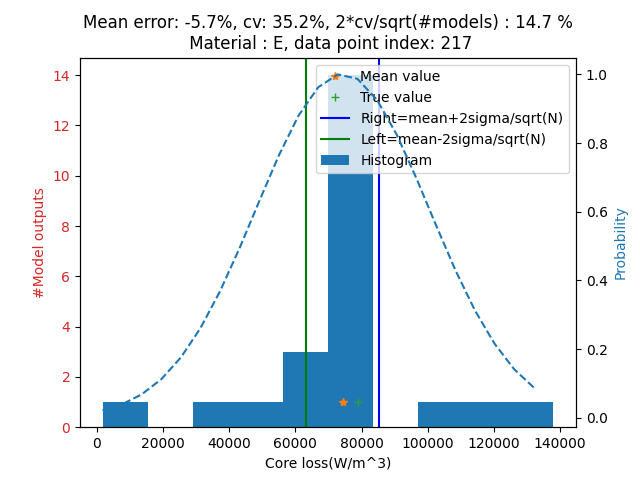 Mean error: -5.7%, cv: 35.2%, 2*cv/sqrt(#models) : 14.7 %
Material : E, data point index: 217
Mean value
True value
Right=mean+2sigma/sqrt(N)
Left=mean-2sigma/sqrt(N)
Histogram
14
12
10
8
6
4
2
0
#Model outputs
1.0
0.8
0.6
0.4
0.2
0.0
Probability
0 20000 40000 60000 80000 100000 120000 140000
Core loss(W/m^3)